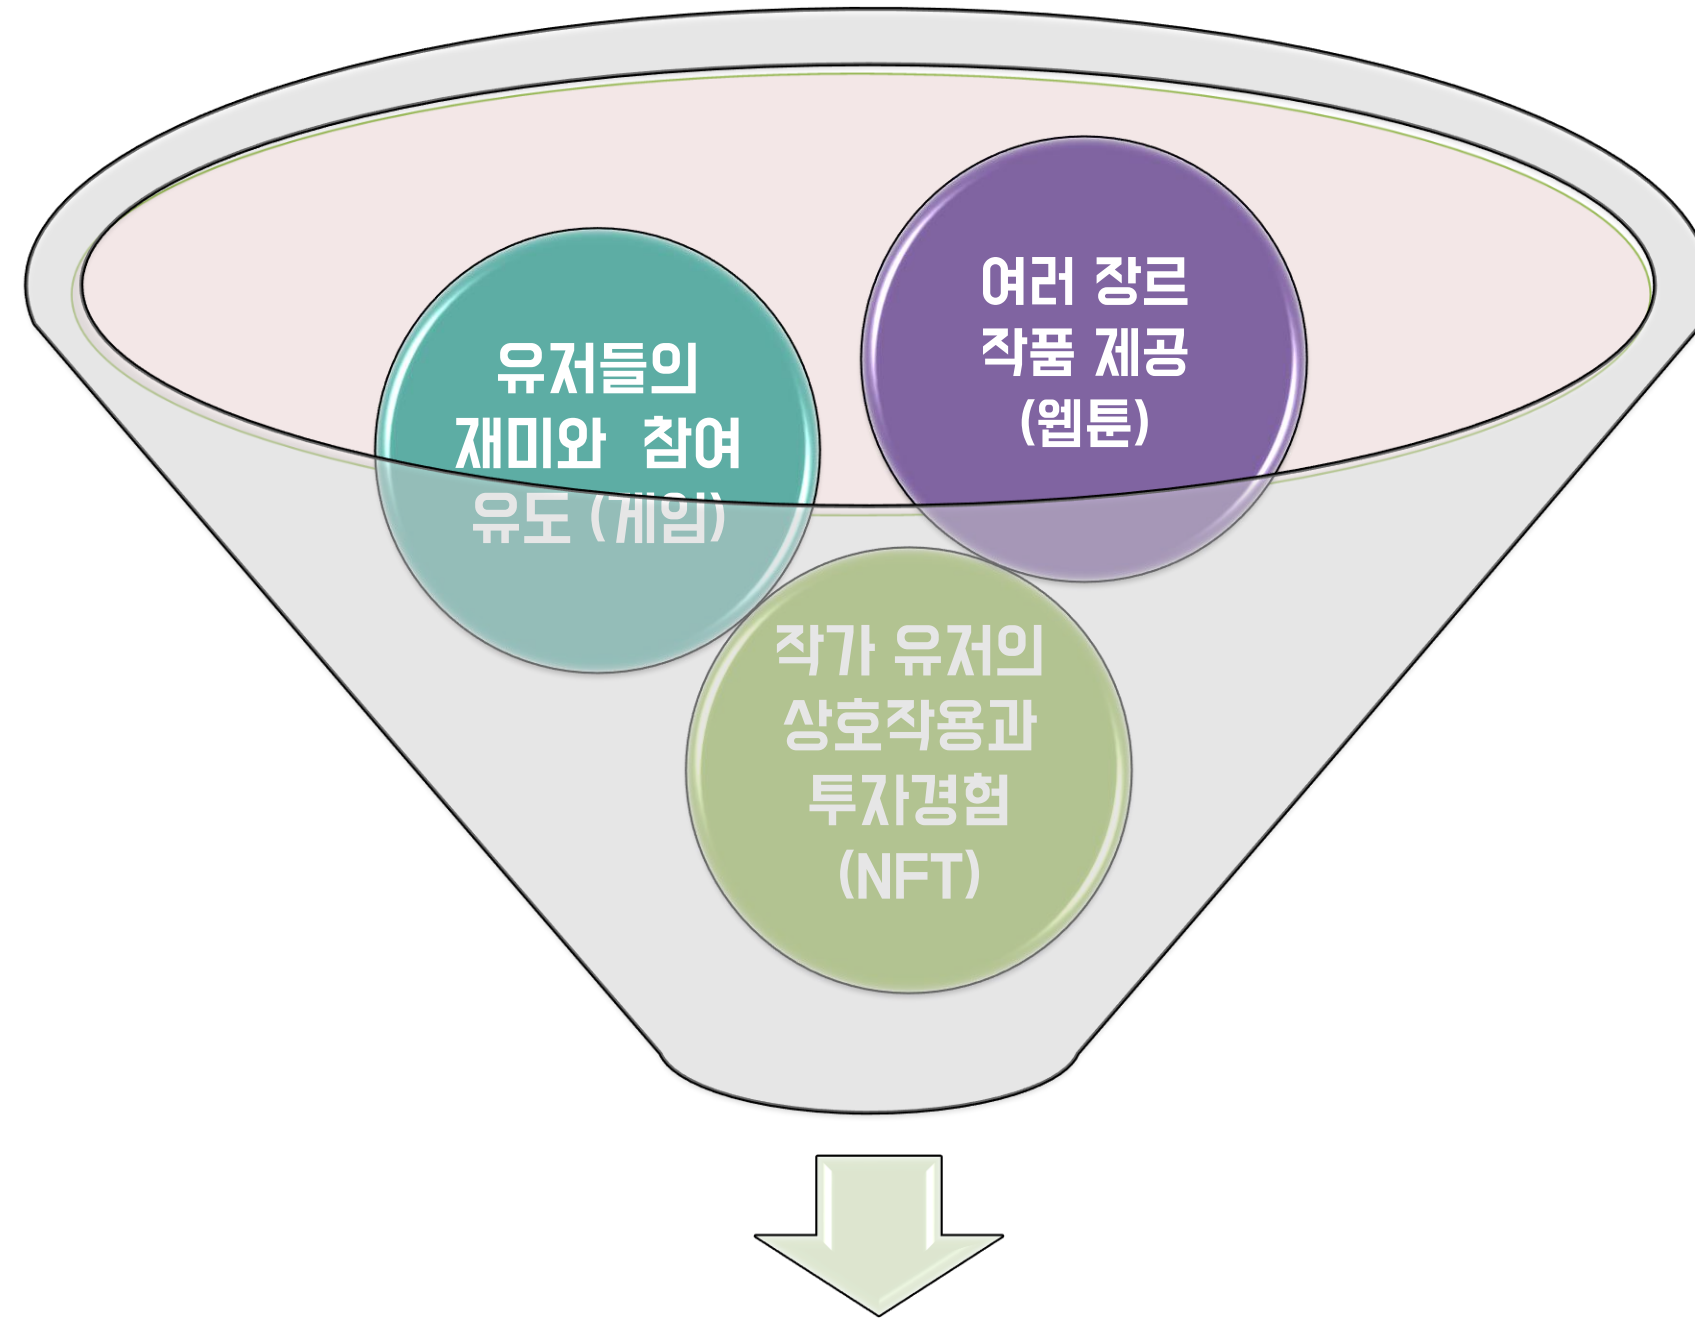 여러 장르
작품 제공
(웹툰)
유저들의
재미와 참여
유도 (게임)
작가 유저의
상호작용과
투자경험
(NFT)